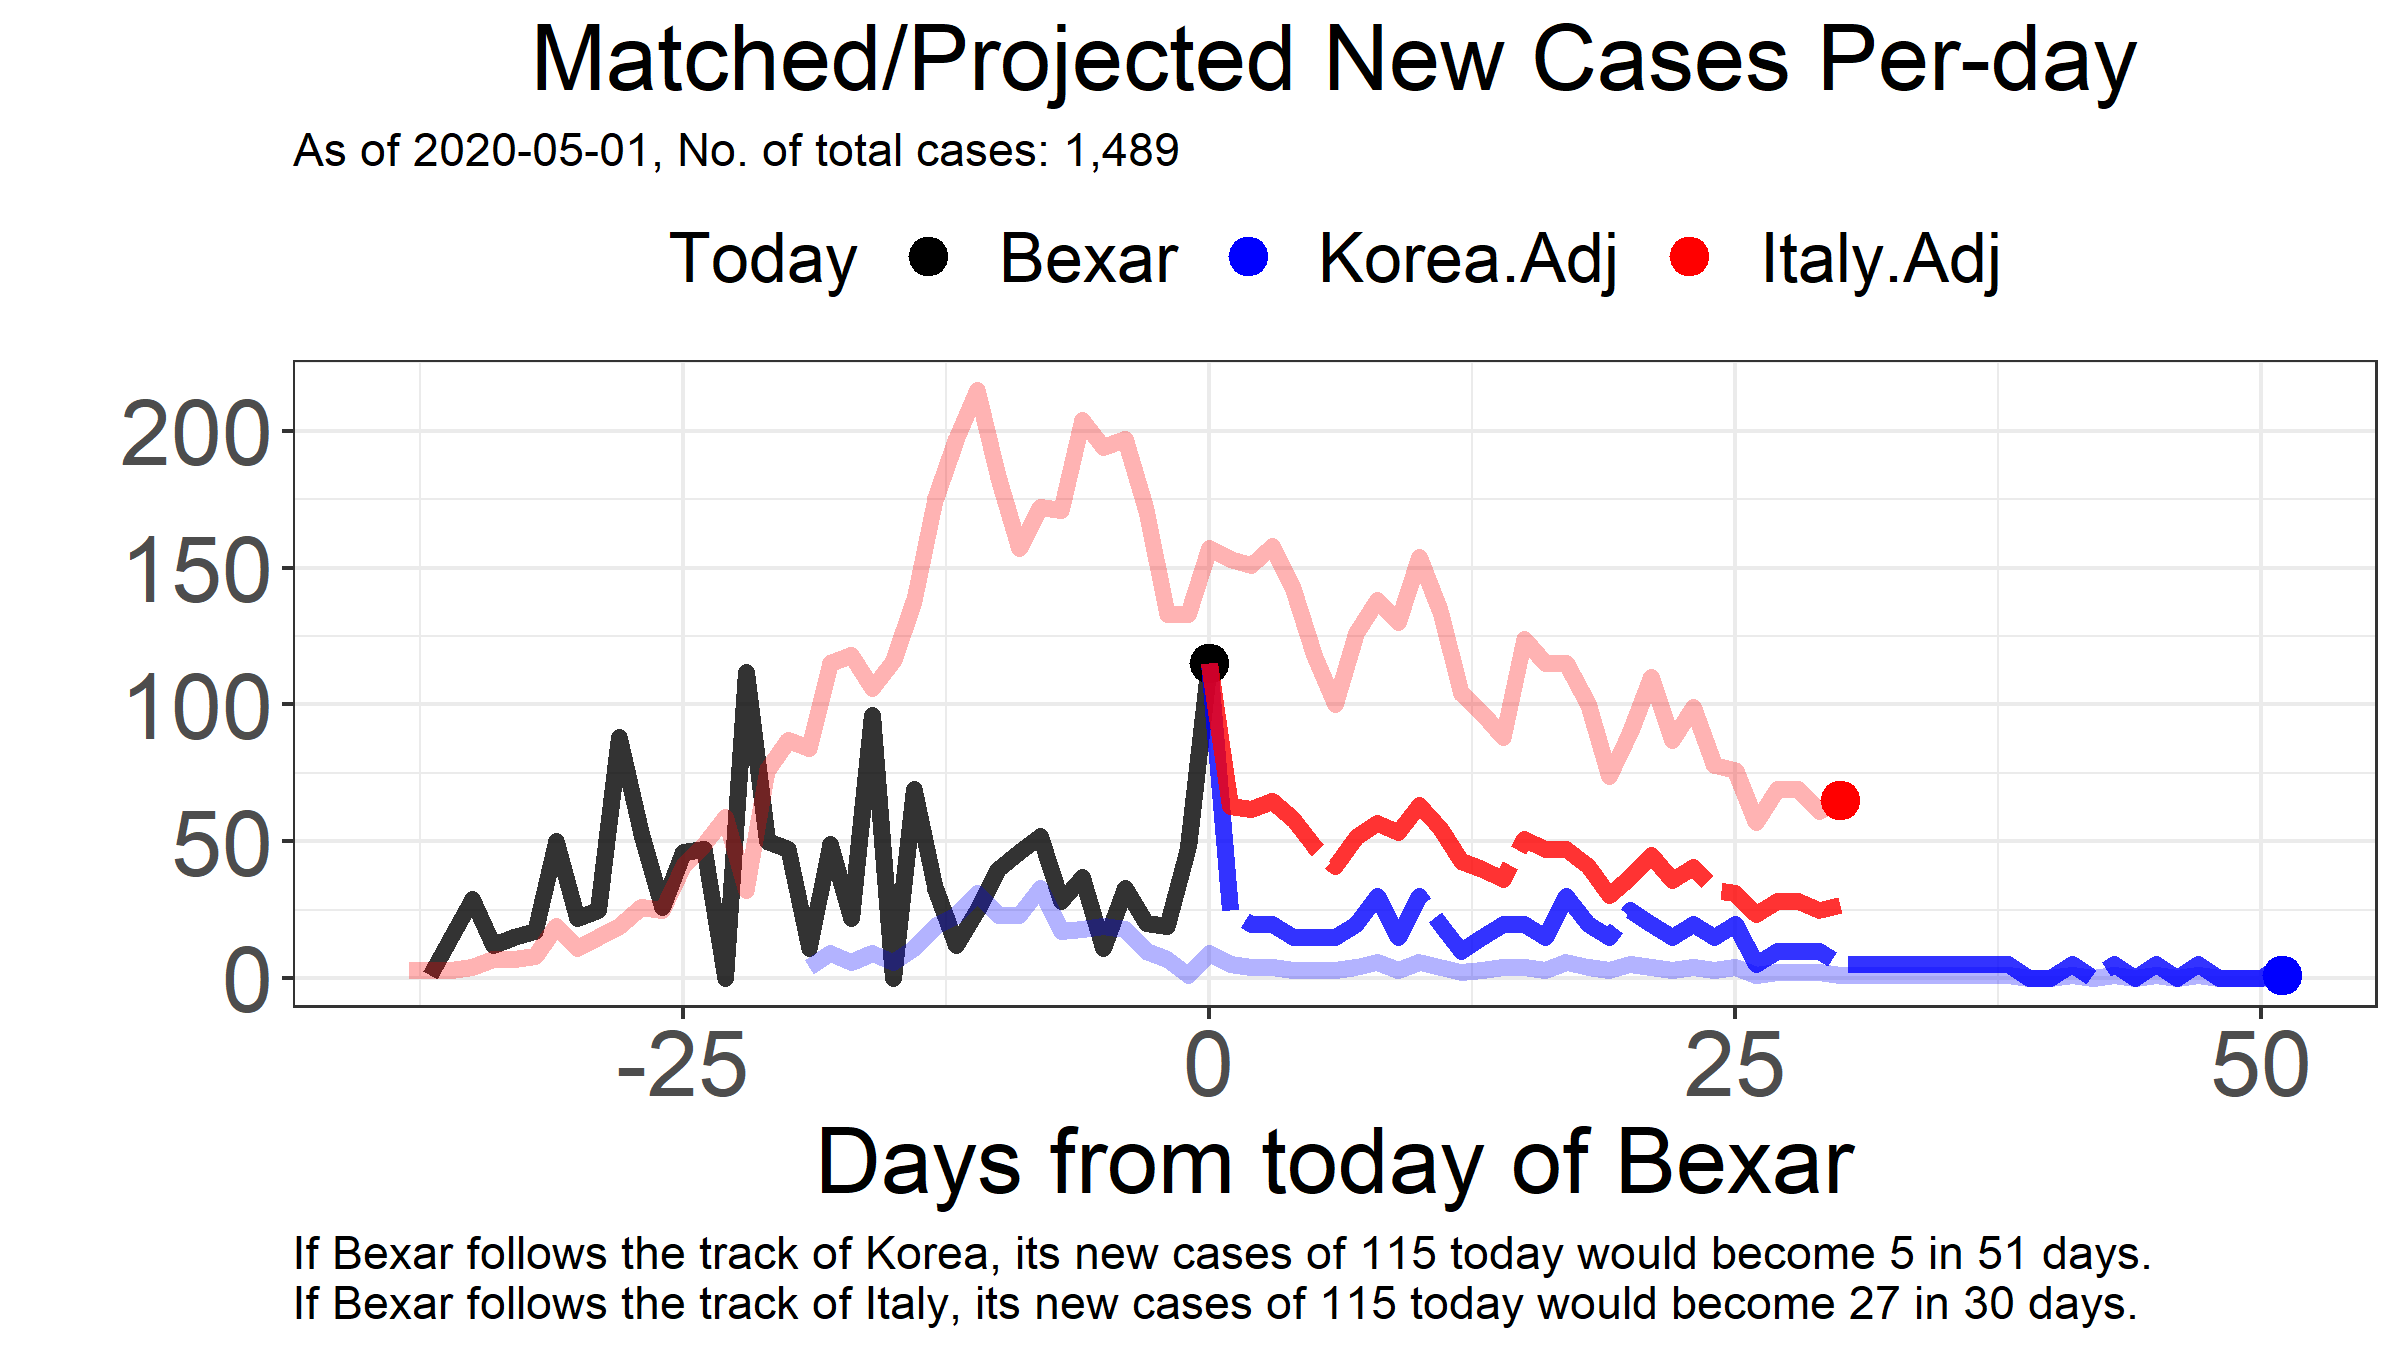 Matched/Projected New Cases Per-day
As of 2020-05-01, No. of total cases: 1,489
Today Bexar Korea.Adj Italy.Adj
200
150
100
50
0
-25 0 25 50
Days from today of Bexar
If Bexar follows the track of Korea, its new cases of 115 today would become 5 in 51 days.
If Bexar follows the track of Italy, its new cases of 115 today would become 27 in 30 days.